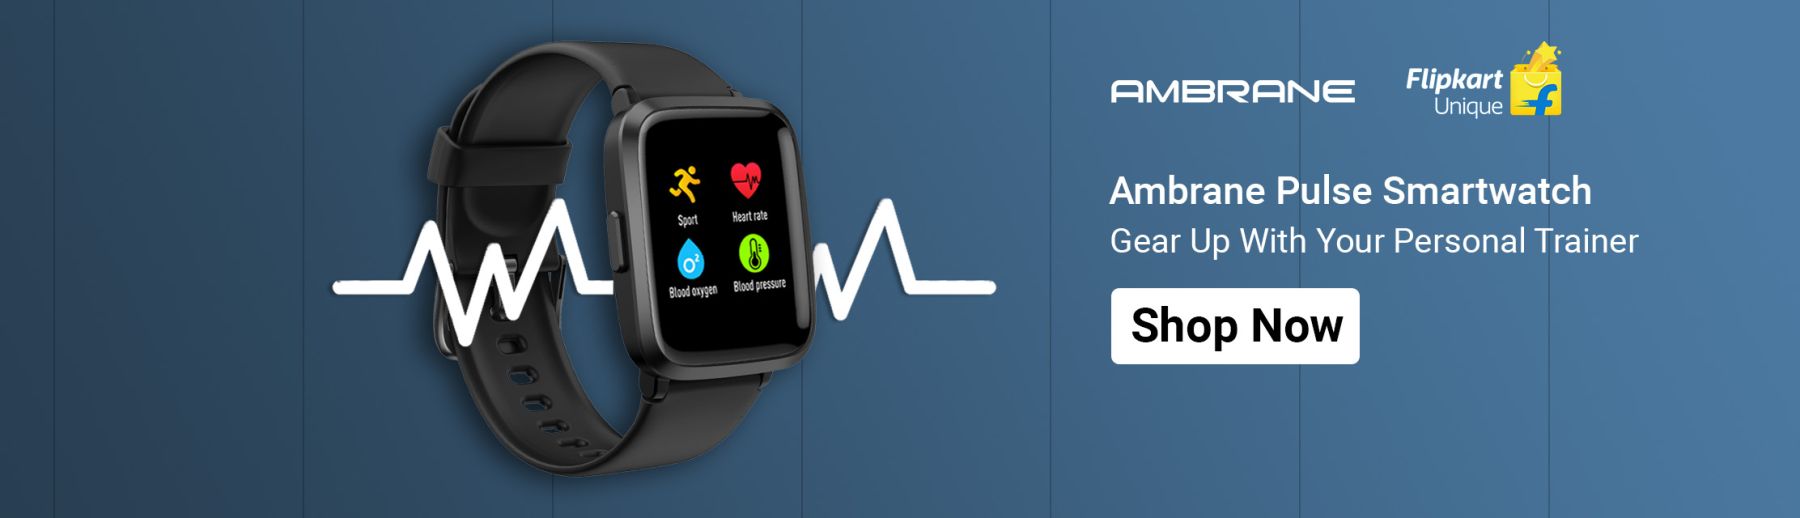 Sport
Heart rate
O²
Blood oxygen
Blood pressure
AMBRANE
Flipkart
Unique
f
Ambrane Pulse Smartwatch
Gear Up With Your Personal Trainer
Shop Now